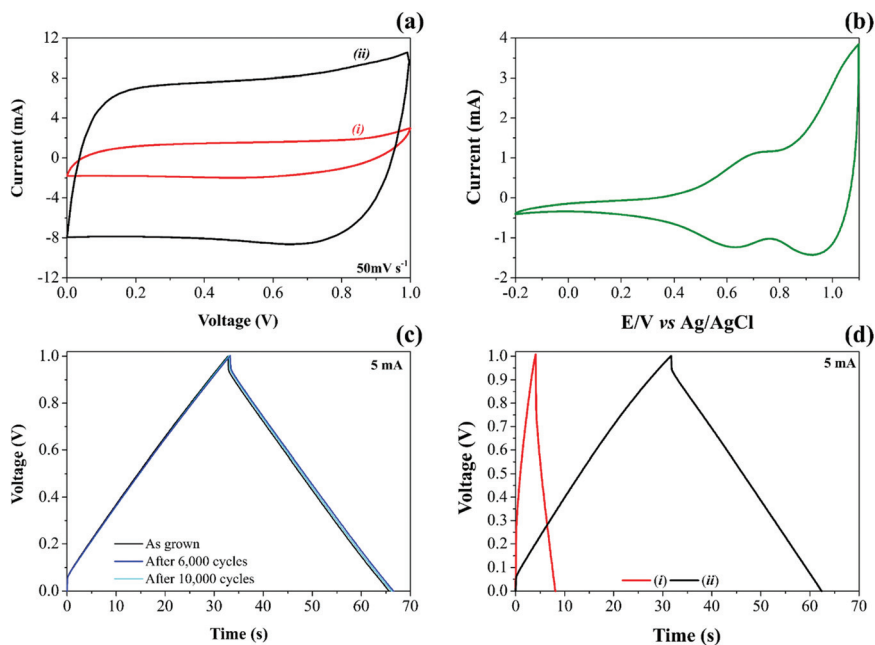 (a)
12
8
4
0
-4
-8
-12
Current (mA)
(ii)
(i)
50mV s⁻¹
0.0 0.2 0.4 0.6 0.8 1.0
Voltage (V)
(b)
4
3
2
1
0
-1
-2
Current (mA)
-0.2 0.0 0.2 0.4 0.6 0.8 1.0
E/V vs Ag/AgCl
(c)
1.0
0.8
0.6
0.4
0.2
0.0
Voltage (V)
5 mA
As grown
After 6,000 cycles
After 10,000 cycles
0 10 20 30 40 50 60 70
Time (s)
(d)
1.0
0.9
0.8
0.7
0.6
0.5
0.4
0.3
0.2
0.1
0.0
Voltage (V)
5 mA
(i) (ii)
0 10 20 30 40 50 60 70
Time (s)